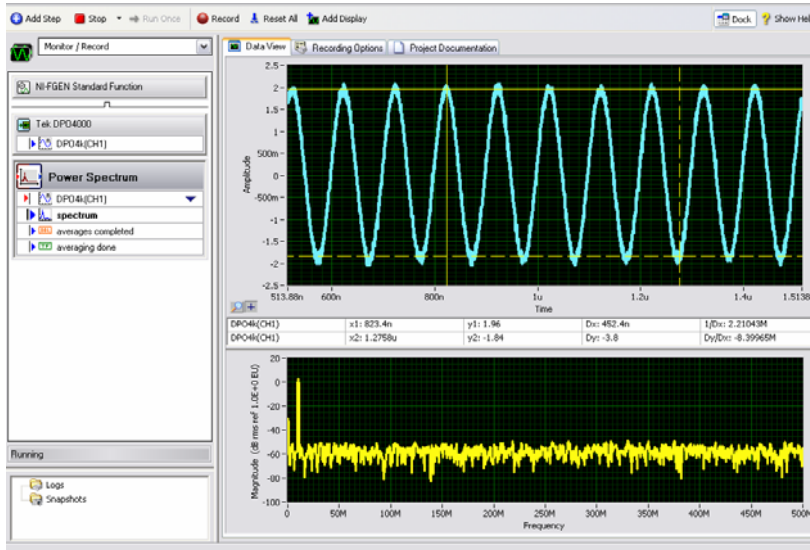 Add Step Stop Run Once Record Reset All Add Display Dock Show Help
Monitor / Record
NI-FGEN Standard Function
Tek DPO4000
DPO4k(CH1)
Power Spectrum
DPO4k(CH1)
spectrum
averages completed
averaging done
Running
Logs
Snapshots
Data View Recording Options Project Documentation
Amplitude
2.5-
2-
1.5-
1-
500m-
0-
-500m-
-1-
-1.5-
-2-
-2.5-
513.88n 600n 800n 1u 1.2u 1.4u 1.5138
Time
DPO4k(CH1) x1: 823.4n y1: 1.96 Dx: 452.4n 1/Dx: 2.21043M
DPO4k(CH1) x2: 1.2758u y2: -1.84 Dy: -3.8 Dy/Dx: -8.39965M
Magnitude (dB rms ref 1.0E+0 EU)
20-
0-
-20-
-40-
-60-
-80-
-100-
0 50M 100M 150M 200M 250M 300M 350M 400M 450M 500M
Frequency